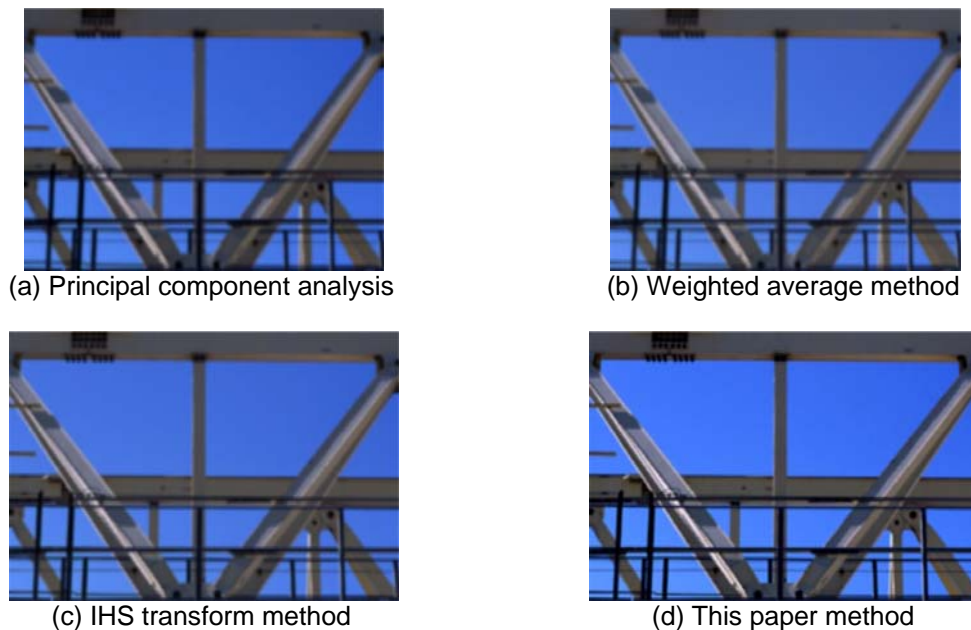 (a) Principal component analysis
(b) Weighted average method
(c) IHS transform method
(d) This paper method